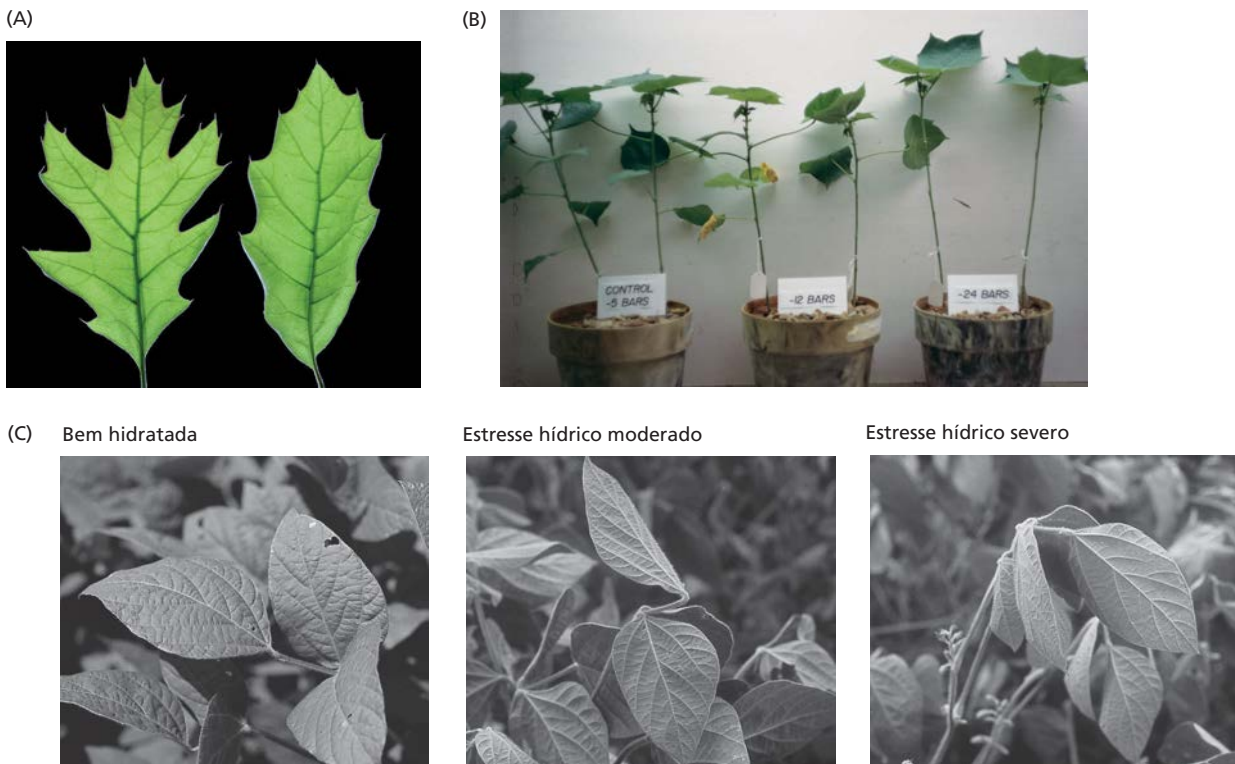 (A)
(B)
CONTROL
-5 BARS
-12 BARS
-24 BARS
(C)
Bem hidratada
Estresse hídrico moderado
Estresse hídrico severo